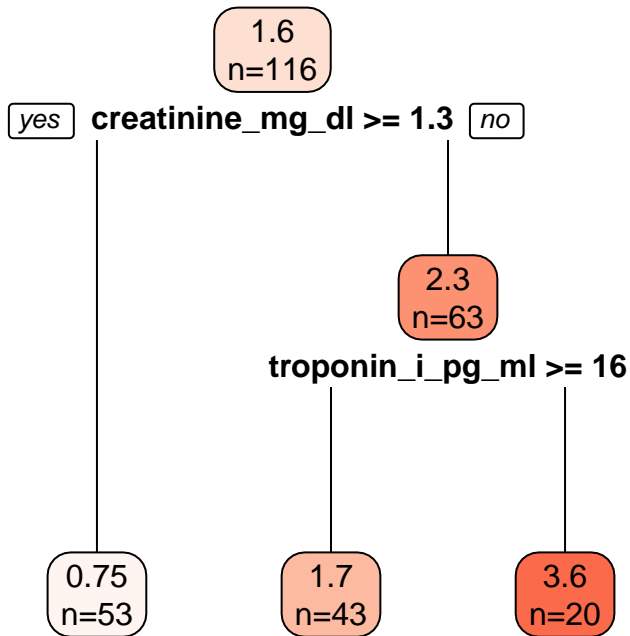 1.6
n=116
yes creatinine_mg_dl >= 1.3 no
2.3
n=63
troponin_i_pg_ml >= 16
0.75
n=53
1.7
n=43
3.6
n=20